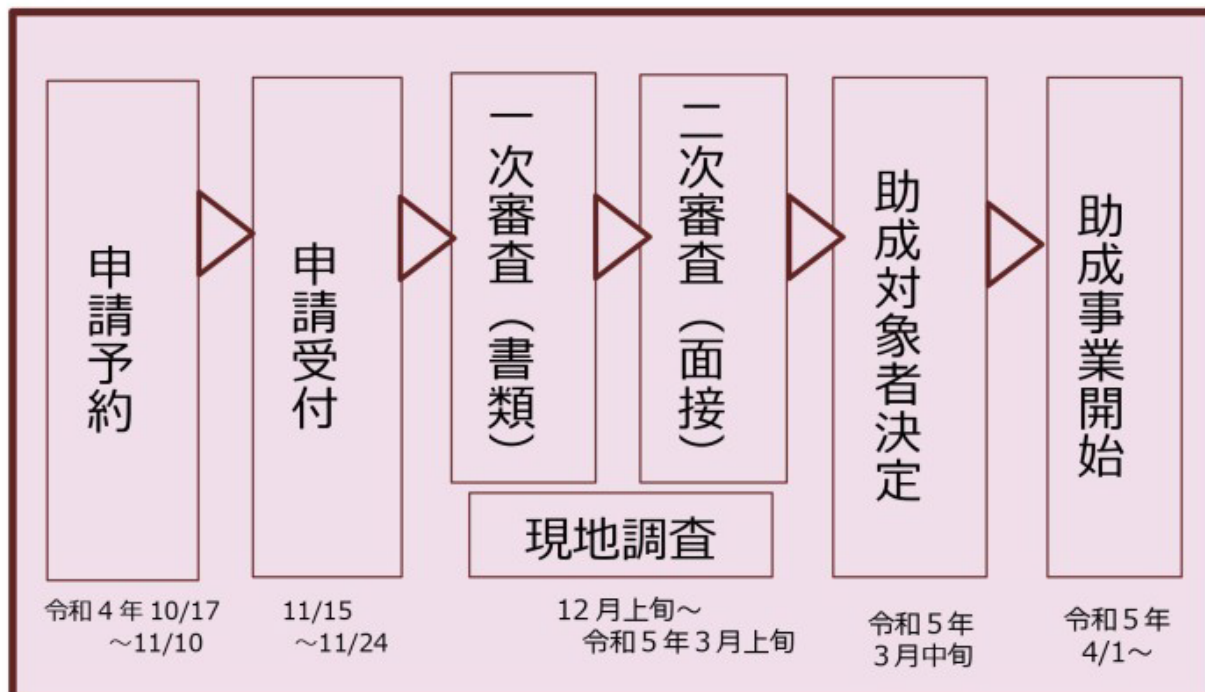 申請予約
申請受付
一次審査（書類）
二次審査（面接）
現地調査
助成対象者決定
助成事業開始
令和４年 10/17
～11/10
11/15
～11/24
12 月上旬～
令和５年３月上旬
令和５年
３月中旬
令和５年
4/1～